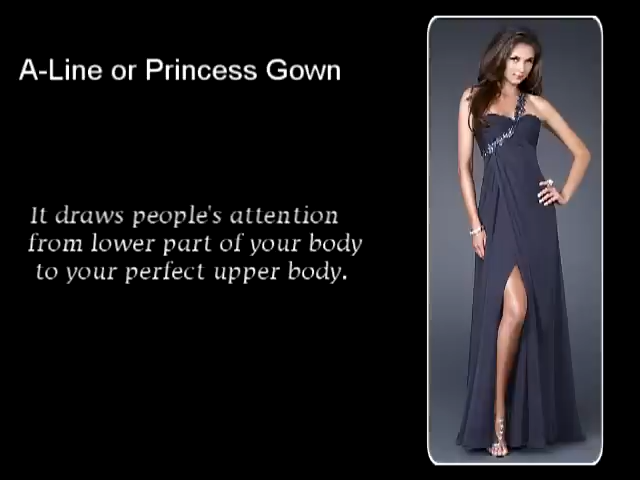 A-Line or Princess Gown
It draws people's attention
from lower part of your body
to your perfect upper body.